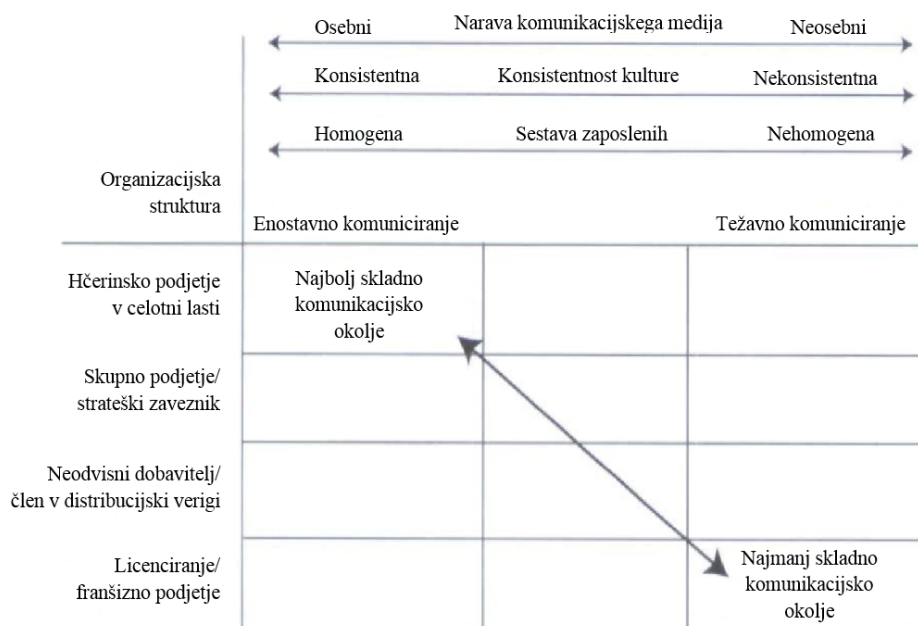 Osebni Narava komunikacijskega medija Neosebni
Konsistentna Konsistentnost kulture Nekonsistentna
Homogena Sestava zaposlenih Nehomogena
Organizacijska
struktura
Enostavno komuniciranje Težavno komuniciranje
Hčerinsko podjetje
v celotni lasti
Najbolj skladno
komunikacijsko
okolje
Skupno podjetje/
strateški zaveznik
Neodvisni dobavitelj/
člen v distribucijski verigi
Licenciranje/
franšizno podjetje
Najmanj skladno
komunikacijsko
okolje